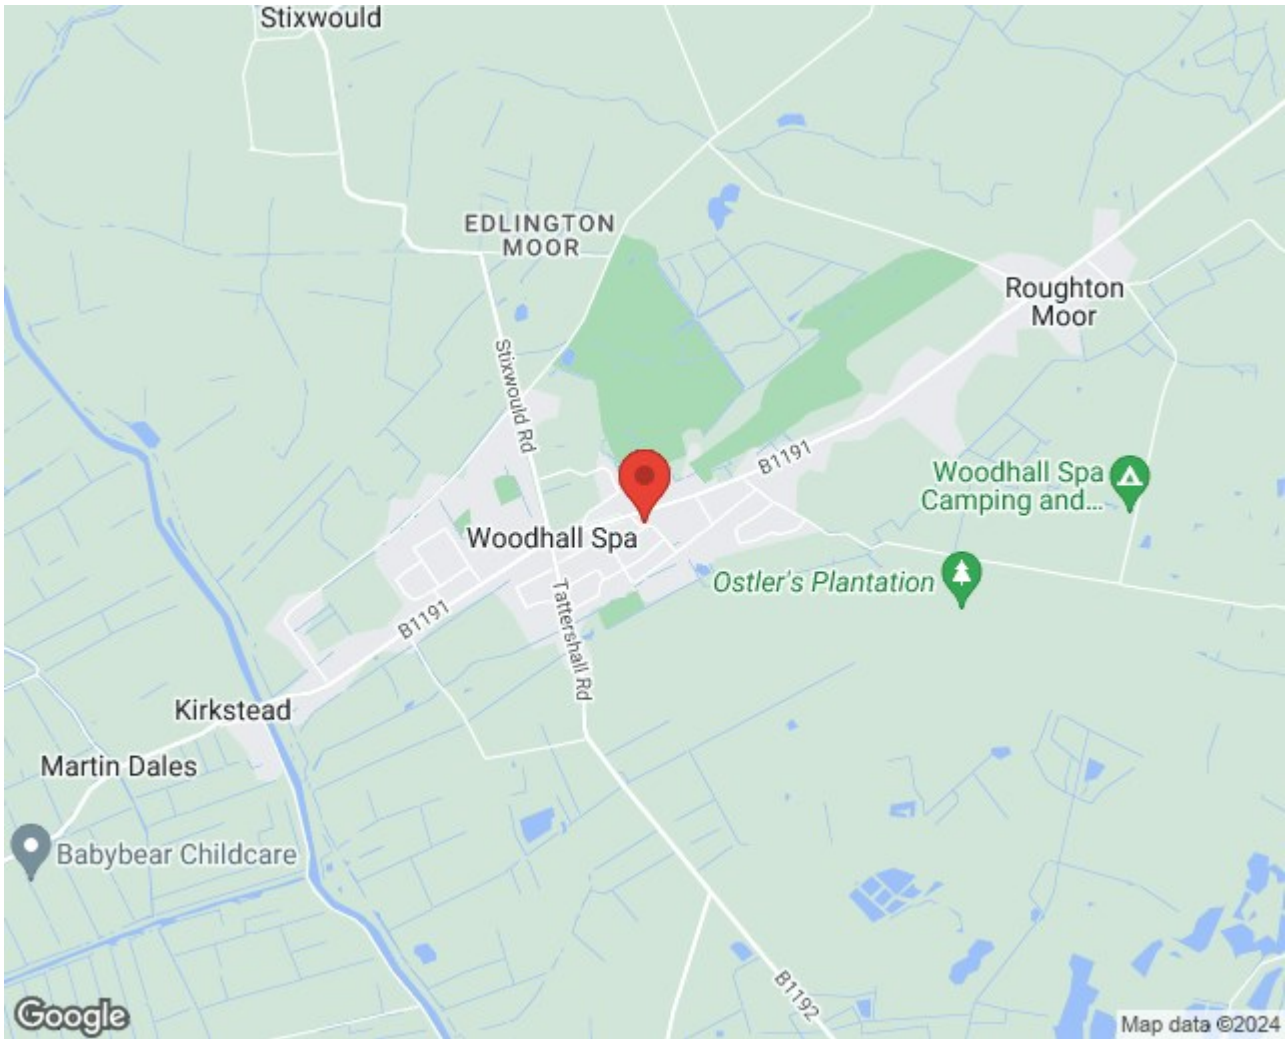 Stixwould
EDLINGTON
MOOR
Roughton
Moor
Stixwould Rd
B1191
Woodhall Spa
Camping and...
Woodhall Spa
Ostler's Plantation
B1191
Tattershall Rd
Kirkstead
Martin Dales
Babybear Childcare
B1192
Google
Map data ©2024